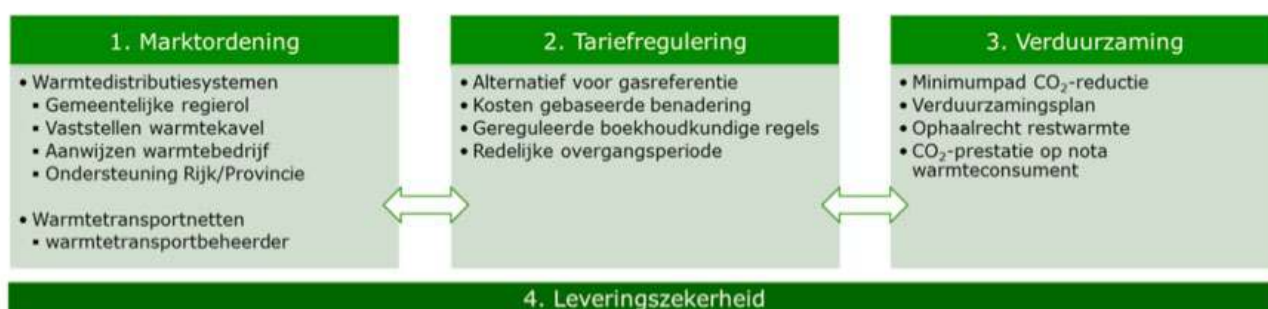 1. Marktordening
• Warmtedistributiesystemen
▪ Gemeentelijke regierol
▪ Vaststellen warmtekavel
▪ Aanwijzen warmtebedrijf
▪ Ondersteuning Rijk/Provincie
• Warmtetransportnetten
▪ warmtetransportbeheerder
2. Tariefregulering
• Alternatief voor gasreferentie
• Kosten gebaseerde benadering
• Gereguleerde boekhoudkundige regels
• Redelijke overgangsperiode
3. Verduurzaming
• Minimumpad CO₂-reductie
• Verduurzamingsplan
• Ophaalrecht restwarmte
• CO₂-prestatie op nota
warmteconsument
4. Leveringszekerheid